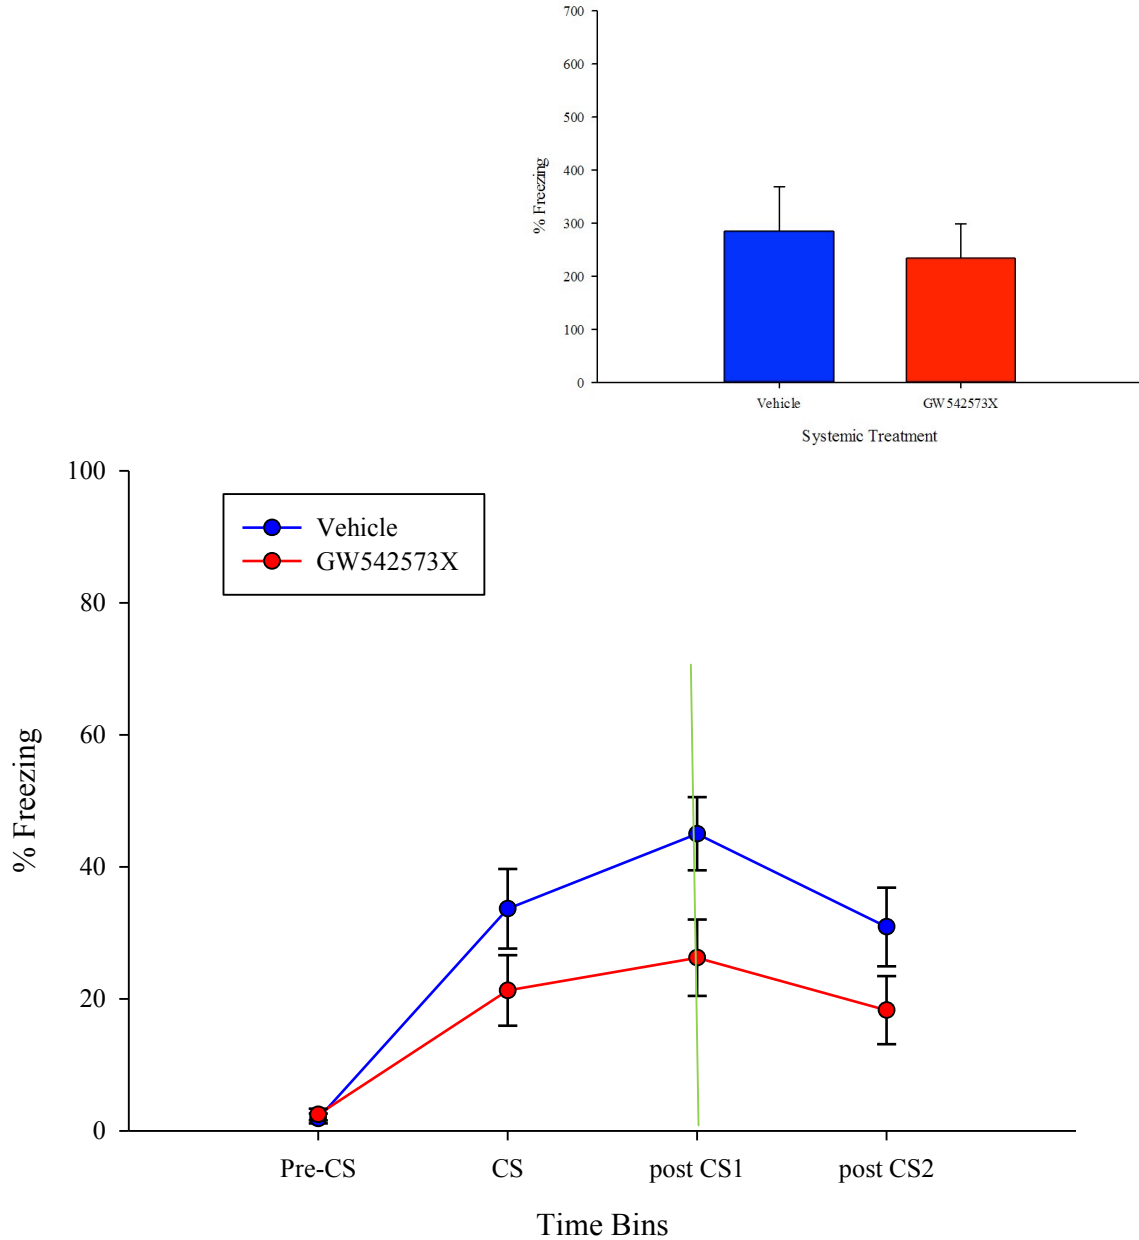 700
600
500
400
300
200
100
0
% Freezing
Vehicle GW542573X
Systemic Treatment
100
80
60
40
20
0
% Freezing
Vehicle
GW542573X
Pre-CS CS post CS1 post CS2
Time Bins